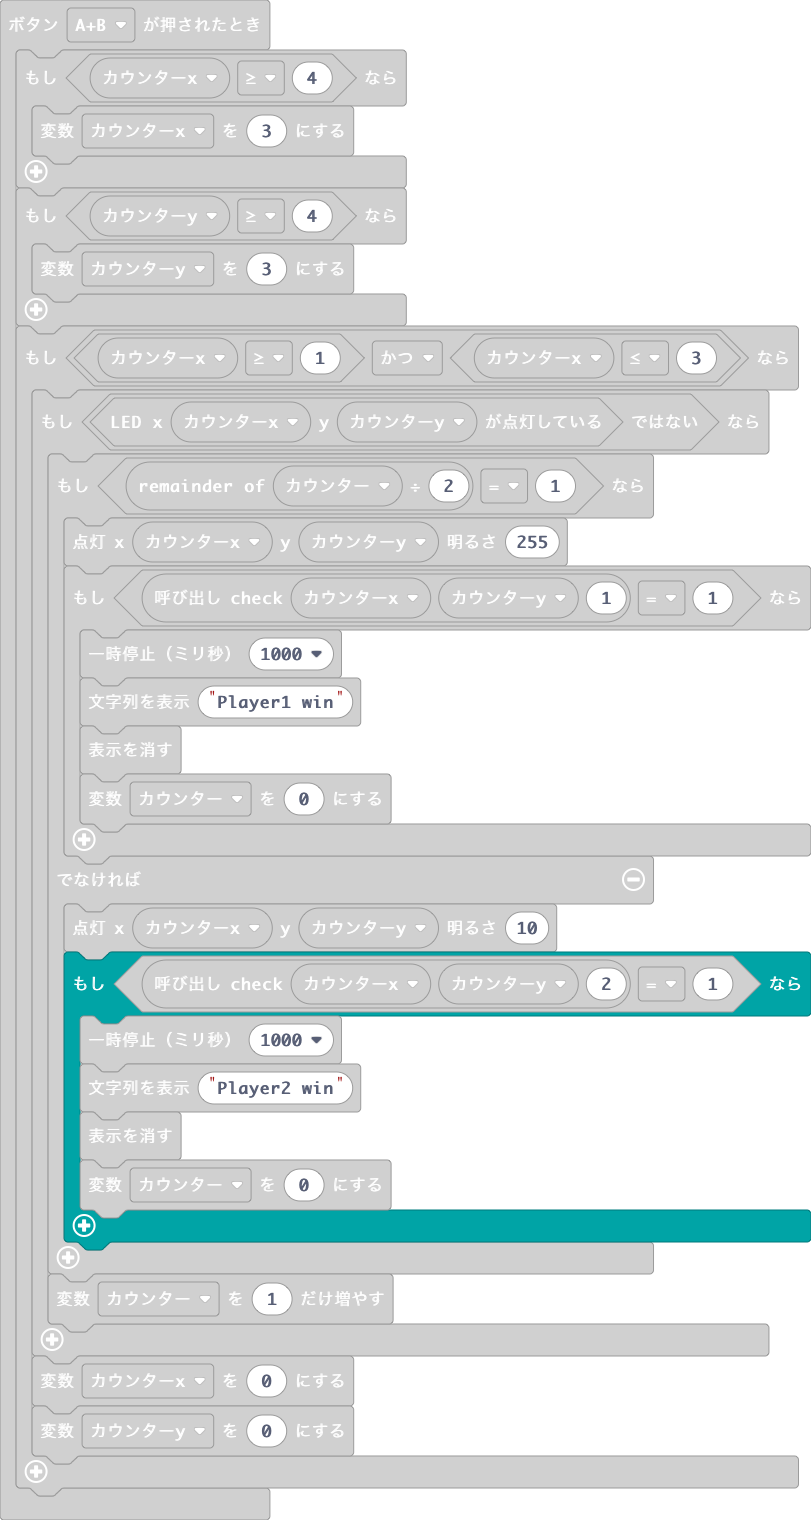 ボタン A+B が押されたとき
もし カウンターx ≥ 4 なら
変数 カウンターx を 3 にする
もし カウンターy ≥ 4 なら
変数 カウンターy を 3 にする
もし カウンターx ≥ 1 かつ カウンターx ≤ 3 なら
もし LED x カウンターx y カウンターy が点灯している ではない なら
もし remainder of カウンター ÷ 2 = 1 なら
点灯 x カウンターx y カウンターy 明るさ 255
もし 呼び出し check カウンターx カウンターy 1 = 1 なら
一時停止（ミリ秒） 1000
文字列を表示 "Player1 win"
表示を消す
変数 カウンター を 0 にする
でなければ
点灯 x カウンターx y カウンターy 明るさ 10
もし 呼び出し check カウンターx カウンターy 2 = 1 なら
一時停止（ミリ秒） 1000
文字列を表示 "Player2 win"
表示を消す
変数 カウンター を 0 にする
変数 カウンター を 1 だけ増やす
変数 カウンターx を 0 にする
変数 カウンターy を 0 にする